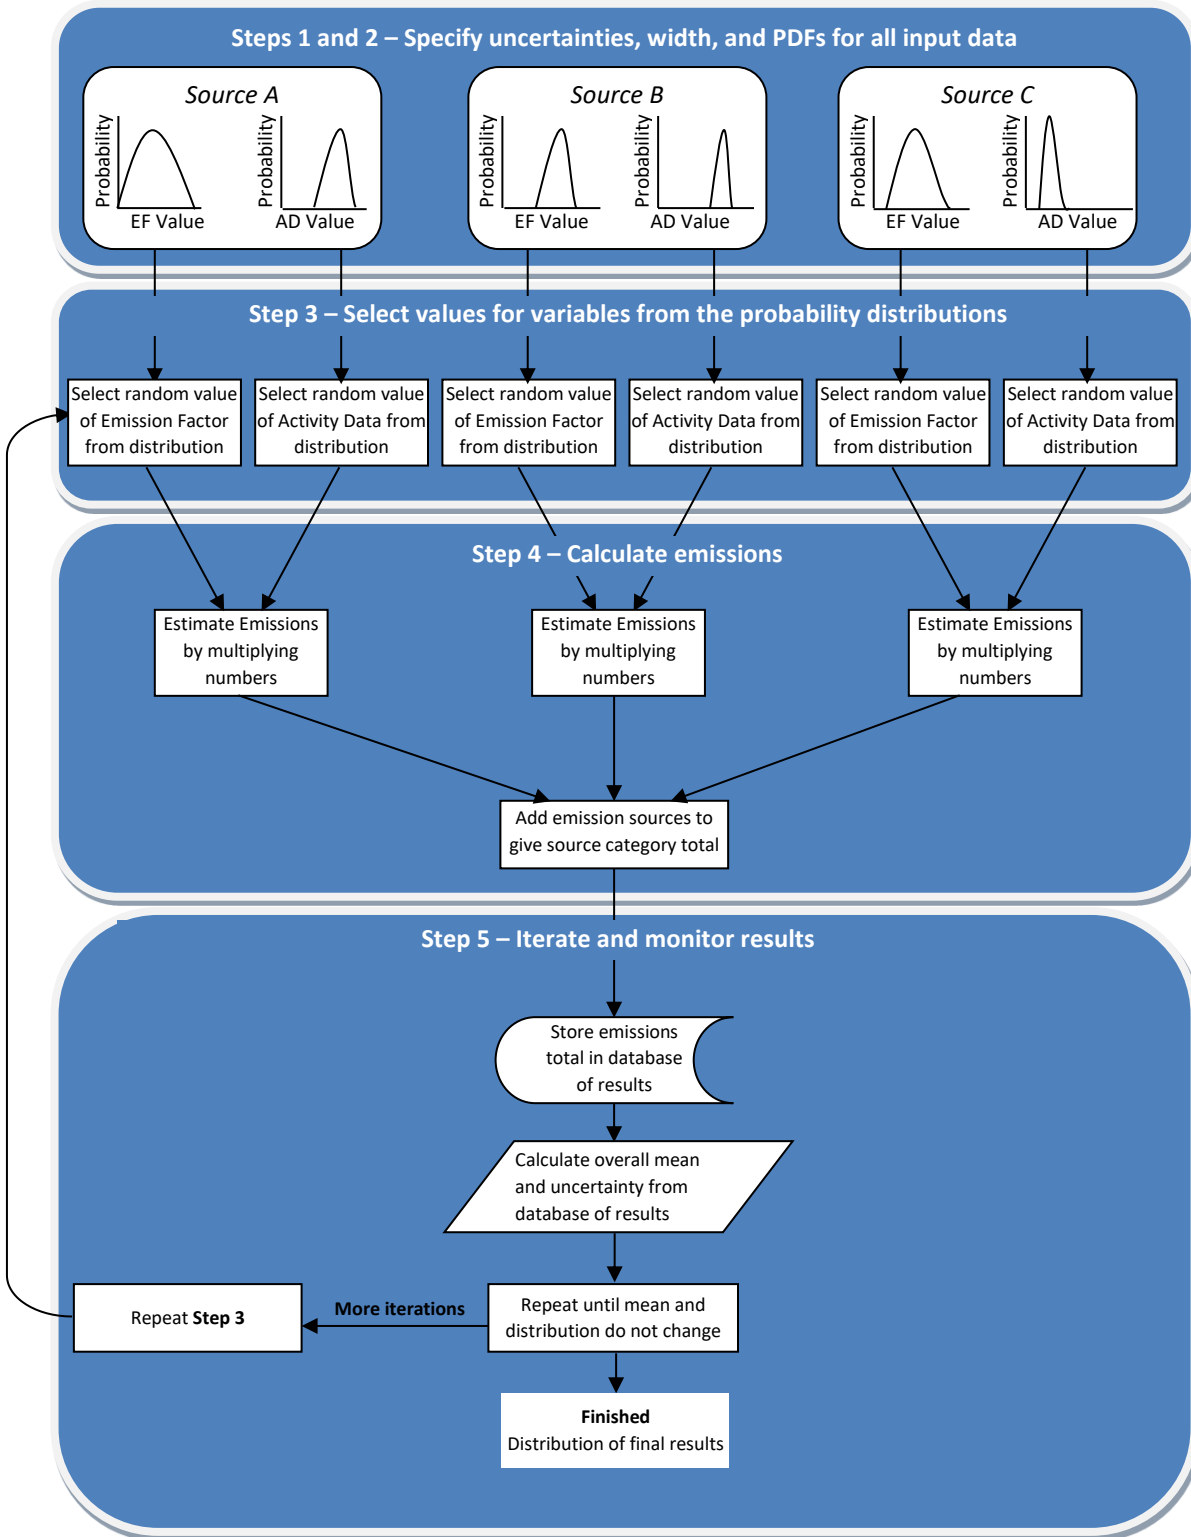 Steps 1 and 2 – Specify uncertainties, width, and PDFs for all input data
Source A
Probability
EF Value
Probability
AD Value
Source B
Probability
EF Value
Probability
AD Value
Source C
Probability
EF Value
Probability
AD Value
Step 3 – Select values for variables from the probability distributions
Select random value
of Emission Factor
from distribution
Select random value
of Activity Data from
distribution
Select random value
of Emission Factor
from distribution
Select random value
of Activity Data from
distribution
Select random value
of Emission Factor
from distribution
Select random value
of Activity Data from
distribution
Step 4 – Calculate emissions
Estimate Emissions
by multiplying
numbers
Estimate Emissions
by multiplying
numbers
Estimate Emissions
by multiplying
numbers
Add emission sources to
give source category total
Step 5 – Iterate and monitor results
Store emissions
total in database
of results
Calculate overall mean
and uncertainty from
database of results
Repeat until mean and
distribution do not change
More iterations
Repeat Step 3
Finished
Distribution of final results